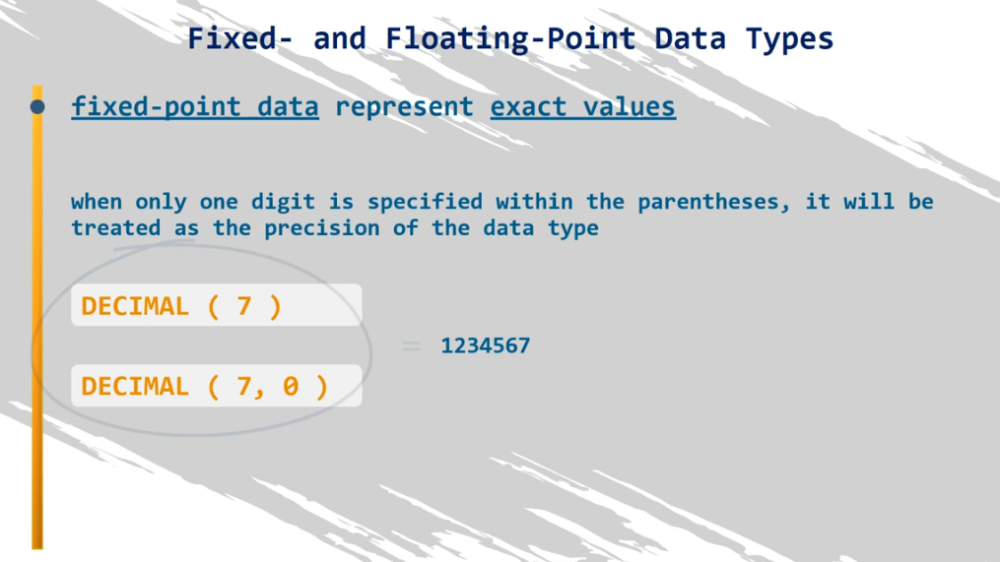 Fixed- and Floating-Point Data Types
fixed-point data represent exact values
when only one digit is specified within the parentheses, it will be
treated as the precision of the data type
DECIMAL ( 7 )
= 1234567
DECIMAL ( 7, 0 )